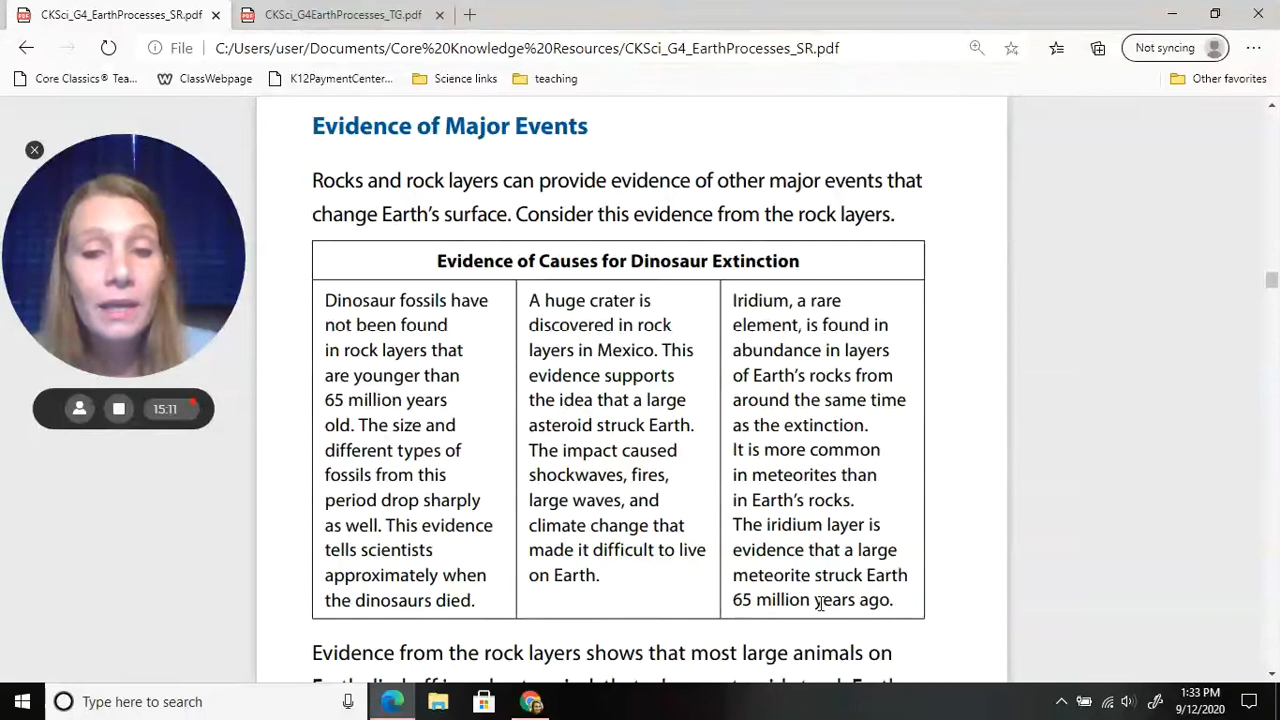 CKSci_G4_EarthProcesses_SR.pdf
CKSci_G4EarthProcesses_TG.pdf
File
C:/Users/user/Documents/Core%20Knowledge%20Resources/CKSci_G4_EarthProcesses_SR.pdf
Not syncing
Core Classics® Tea...
ClassWebpage
K12PaymentCenter...
Science links
teaching
Other favorites
Evidence of Major Events
Rocks and rock layers can provide evidence of other major events that
change Earth's surface. Consider this evidence from the rock layers.
Evidence of Causes for Dinosaur Extinction
Dinosaur fossils have
not been found
in rock layers that
are younger than
65 million years
old. The size and
different types of
fossils from this
period drop sharply
as well. This evidence
tells scientists
approximately when
the dinosaurs died.
A huge crater is
discovered in rock
layers in Mexico. This
evidence supports
the idea that a large
asteroid struck Earth.
The impact caused
shockwaves, fires,
large waves, and
climate change that
made it difficult to live
on Earth.
Iridium, a rare
element, is found in
abundance in layers
of Earth's rocks from
around the same time
as the extinction.
It is more common
in meteorites than
in Earth's rocks.
The iridium layer is
evidence that a large
meteorite struck Earth
65 million years ago.
15:11
Evidence from the rock layers shows that most large animals on
Type here to search
1:33 PM
9/12/2020